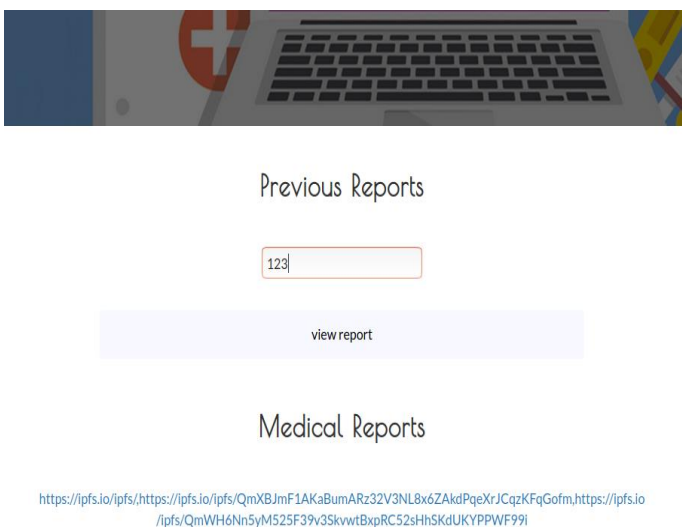 Previous Reports
123
view report
Medical Reports
https://ipfs.io/ipfs/,https://ipfs.io/ipfs/QmXBJmF1AKaBumARz32V3NL8x6ZAkdPqeXrJCqzKFqGofm,https://ipfs.io
/ipfs/QmWH6Nn5yM525F39v3SkvwtBxpRC52sHhSKdUKYPPWF99i